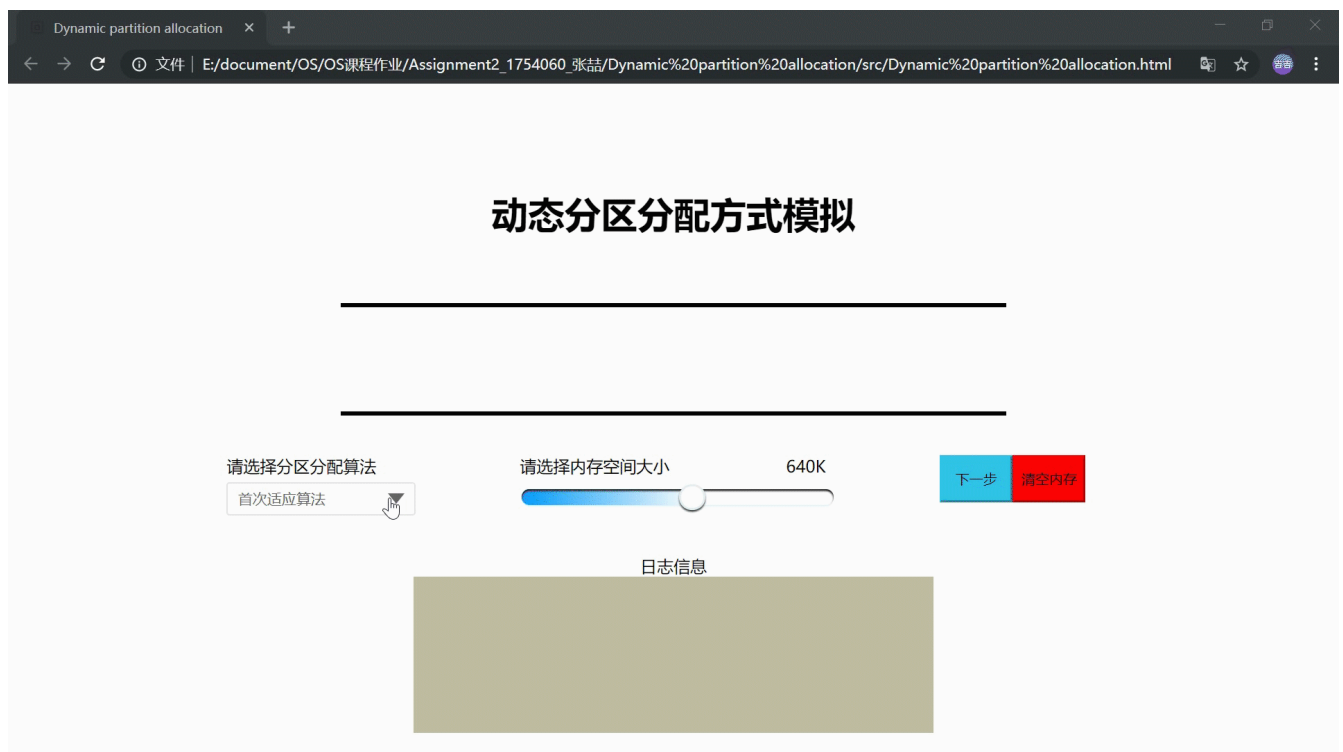 Dynamic partition allocation
文件 | E:/document/OS/OS课程作业/Assignment2_1754060_张喆/Dynamic%20partition%20allocation/src/Dynamic%20partition%20allocation.html
动态分区分配方式模拟
请选择分区分配算法
首次适应算法
请选择内存空间大小 640K
下一步 清空内存
日志信息